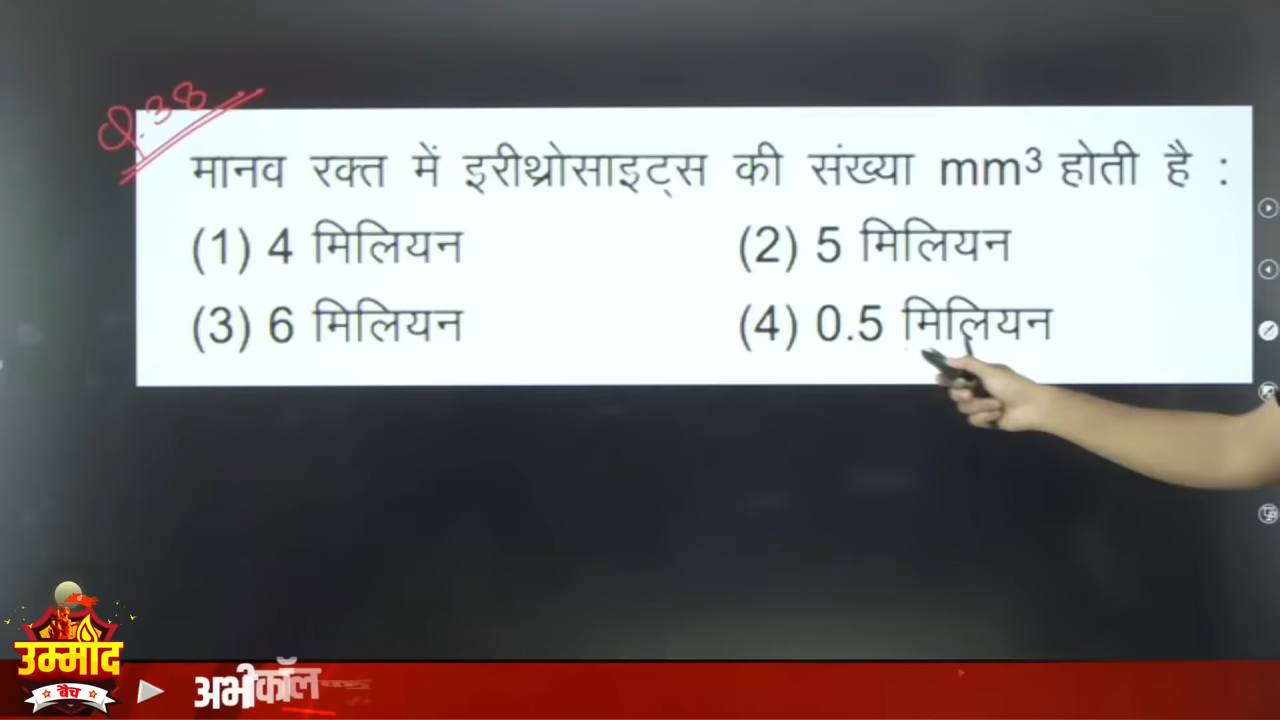 Q.38
मानव रक्त में इरीथ्रोसाइट्स की संख्या mm³ होती है :
(1) 4 मिलियन (2) 5 मिलियन
(3) 6 मिलियन (4) 0.5 मिलियन
उम्मीद
बैच
अभी कॉल